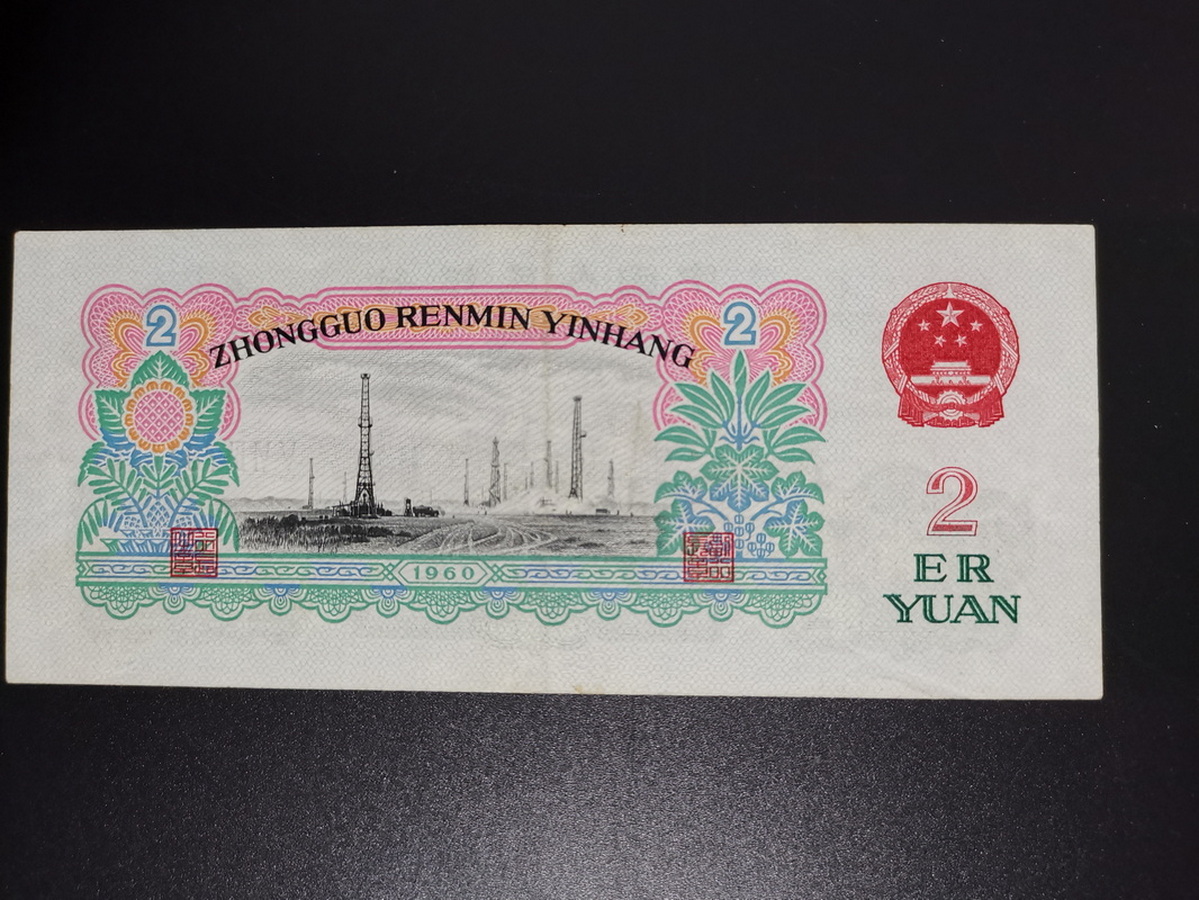 2
ZHONGGUO RENMIN YINHANG
2
1960
2
ER
YUAN